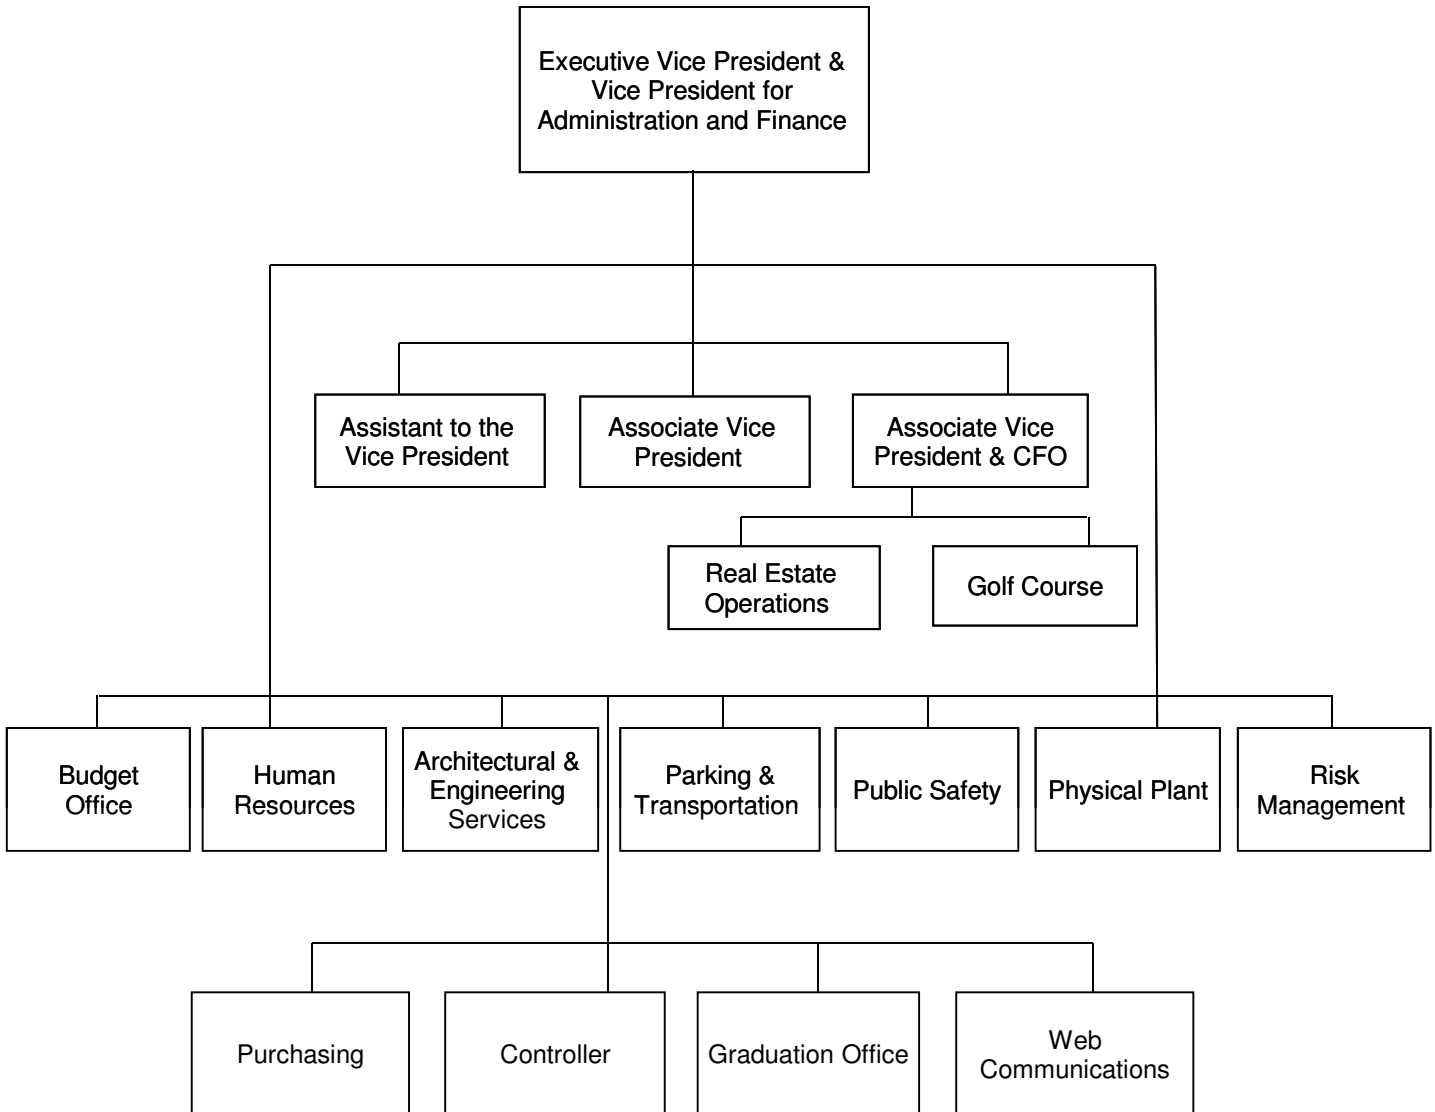 Executive Vice President &
Vice President for
Administration and Finance
Assistant to the
Vice President
Associate Vice
President
Associate Vice
President & CFO
Real Estate
Operations
Golf Course
Budget
Office
Human
Resources
Architectural &
Engineering
Services
Parking &
Transportation
Public Safety
Physical Plant
Risk
Management
Purchasing
Controller
Graduation Office
Web
Communications